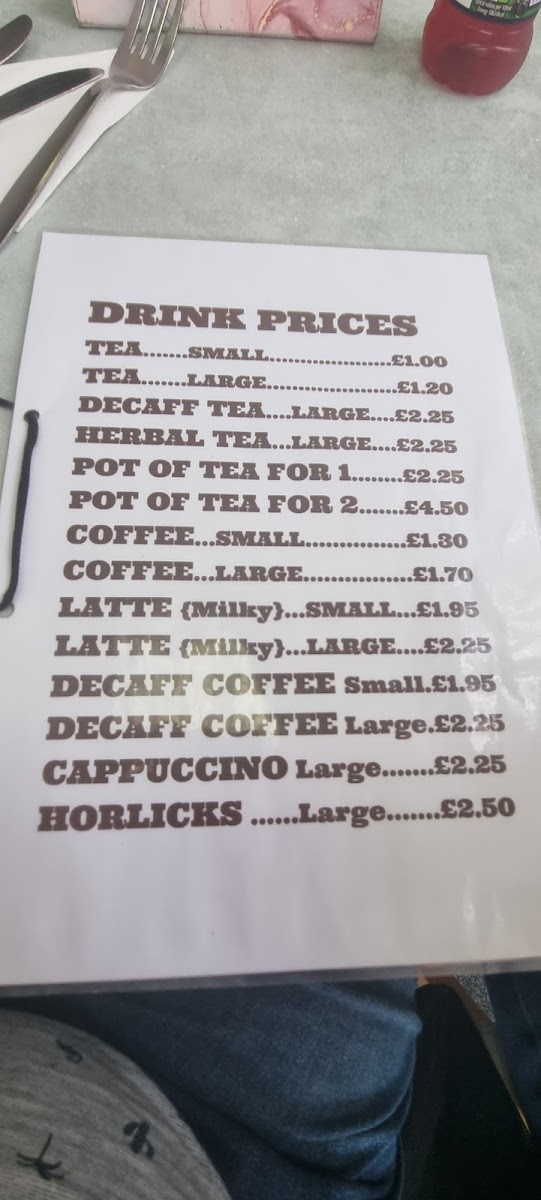 DRINK PRICES
TEA.......SMALL......................£1.00
TEA.......LARGE........................£1.20
DECAFF TEA....LARGE....£2.25
HERBAL TEA...LARGE....£2.25
POT OF TEA FOR 1........£2.25
POT OF TEA FOR 2.......£4.50
COFFEE...SMALL...............£1.30
COFFEE...LARGE................£1.70
LATTE {Milky}...SMALL...£1.95
LATTE {Milky}...LARGE....£2.25
DECAFF COFFEE Small.£1.95
DECAFF COFFEE Large.£2.25
CAPPUCCINO Large.......£2.25
HORLICKS ......Large.......£2.50